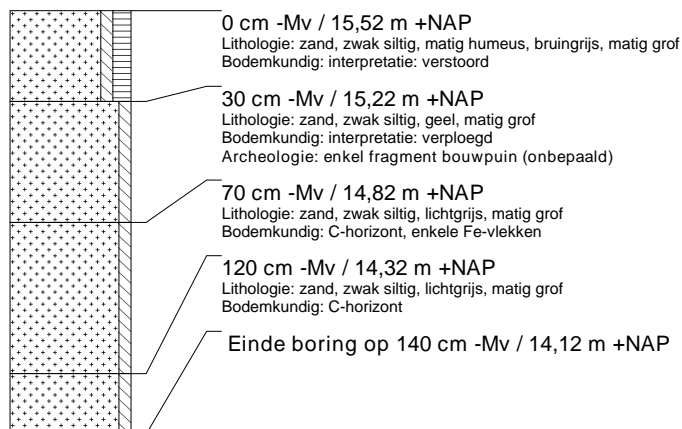 0 cm -Mv / 15,52 m +NAP
Lithologie: zand, zwak siltig, matig humeus, bruingrijs, matig grof
Bodemkundig: interpretatie: verstoord
30 cm -Mv / 15,22 m +NAP
Lithologie: zand, zwak siltig, geel, matig grof
Bodemkundig: interpretatie: verploegd
Archeologie: enkel fragment bouwpuin (onbepaald)
70 cm -Mv / 14,82 m +NAP
Lithologie: zand, zwak siltig, lichtgrijs, matig grof
Bodemkundig: C-horizont, enkele Fe-vlekken
120 cm -Mv / 14,32 m +NAP
Lithologie: zand, zwak siltig, lichtgrijs, matig grof
Bodemkundig: C-horizont
Einde boring op 140 cm -Mv / 14,12 m +NAP